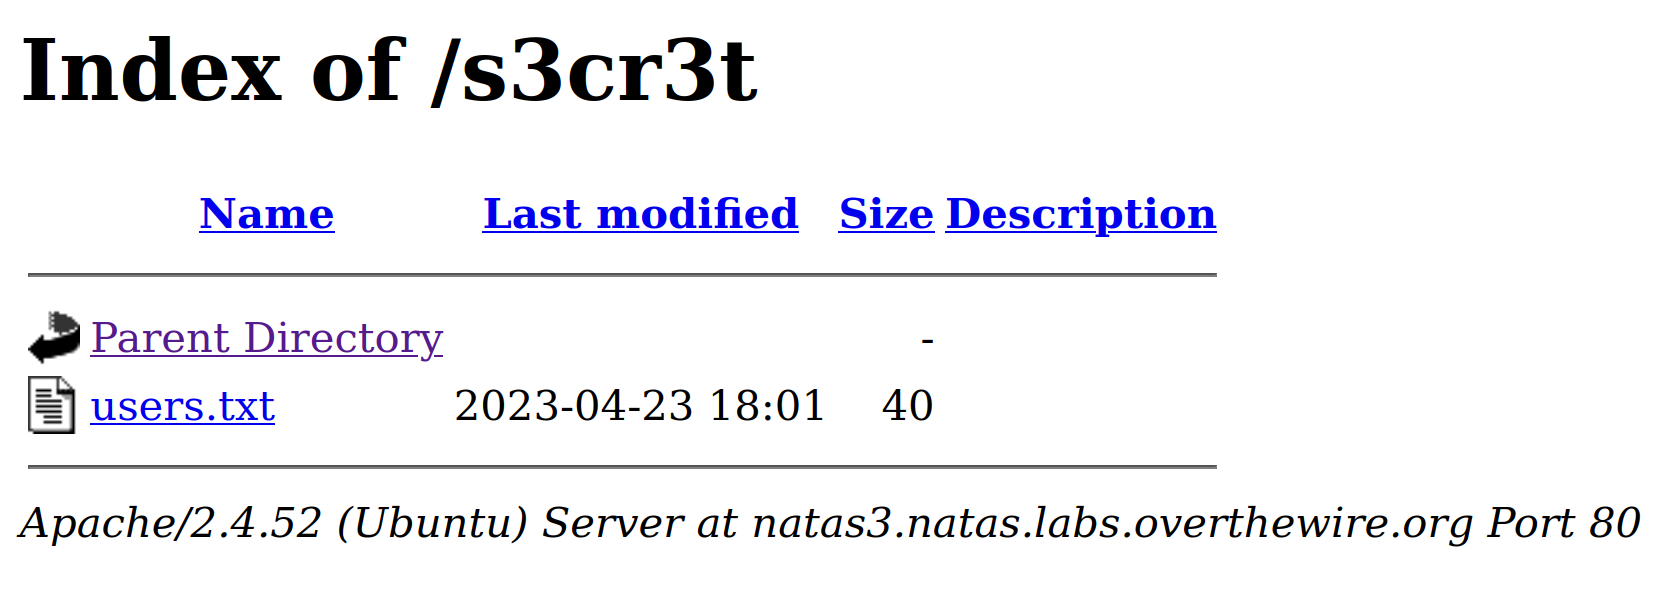 Index of /s3cr3t
Name Last modified Size Description
Parent Directory -
users.txt 2023-04-23 18:01 40
Apache/2.4.52 (Ubuntu) Server at natas3.natas.labs.overthewire.org Port 80